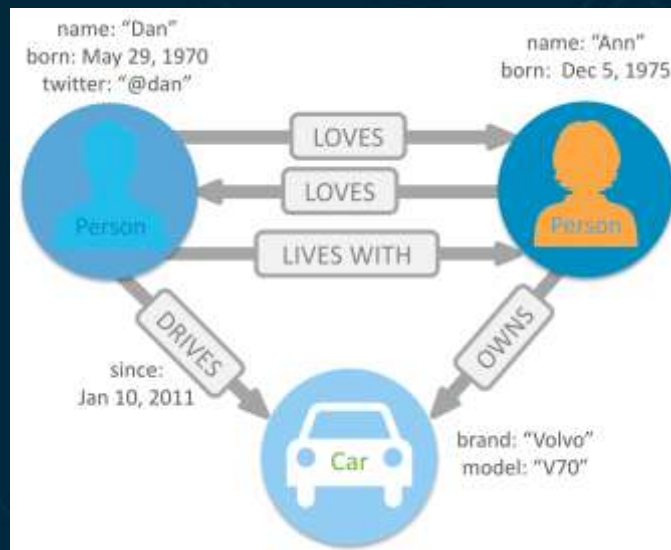 name: “Dan”
born: May 29, 1970
twitter: “@dan”
name: “Ann”
born: Dec 5, 1975
LOVES
LOVES
Person
Person
LIVES WITH
DRIVES
OWNS
since:
Jan 10, 2011
Car
brand: “Volvo”
model: “V70”